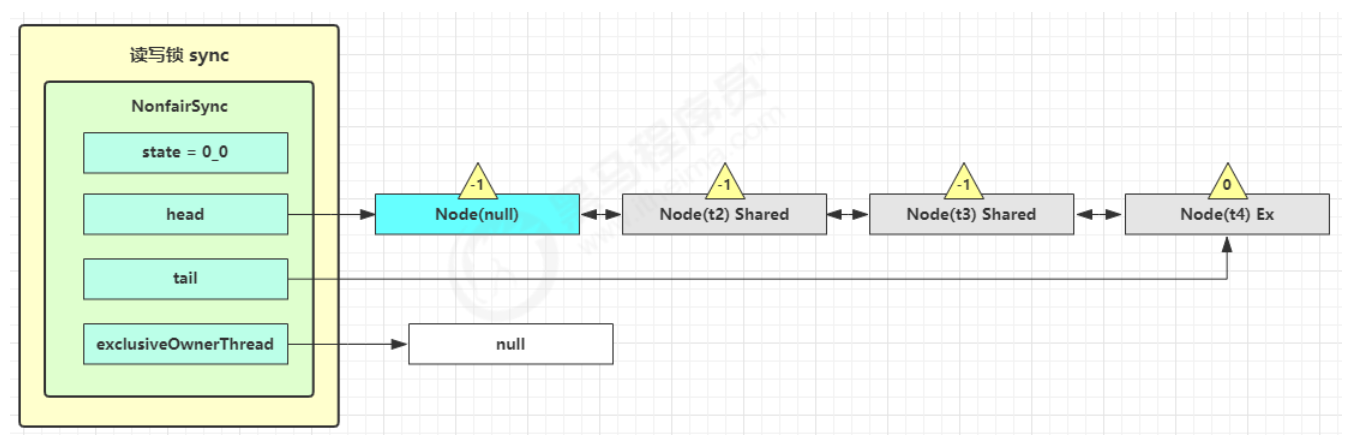 读写锁 sync
NonfairSync
state = 0_0
head
tail
exclusiveOwnerThread
-1
Node(null)
-1
Node(t2) Shared
-1
Node(t3) Shared
0
Node(t4) Ex
null
黑马程序员
www.itheima.com